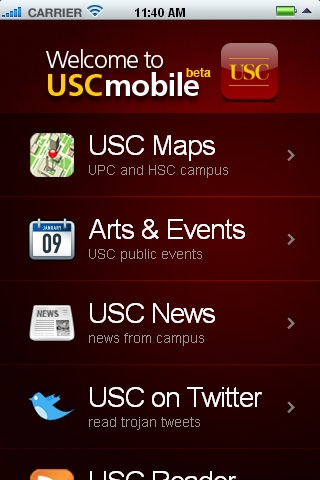 CARRIER 11:40 AM
Welcome to
USCmobile beta
USC
USC Maps
UPC and HSC campus
JANUARY
09
Arts & Events
USC public events
NEWS
USC News
news from campus
USC on Twitter
read trojan tweets
USC Reader